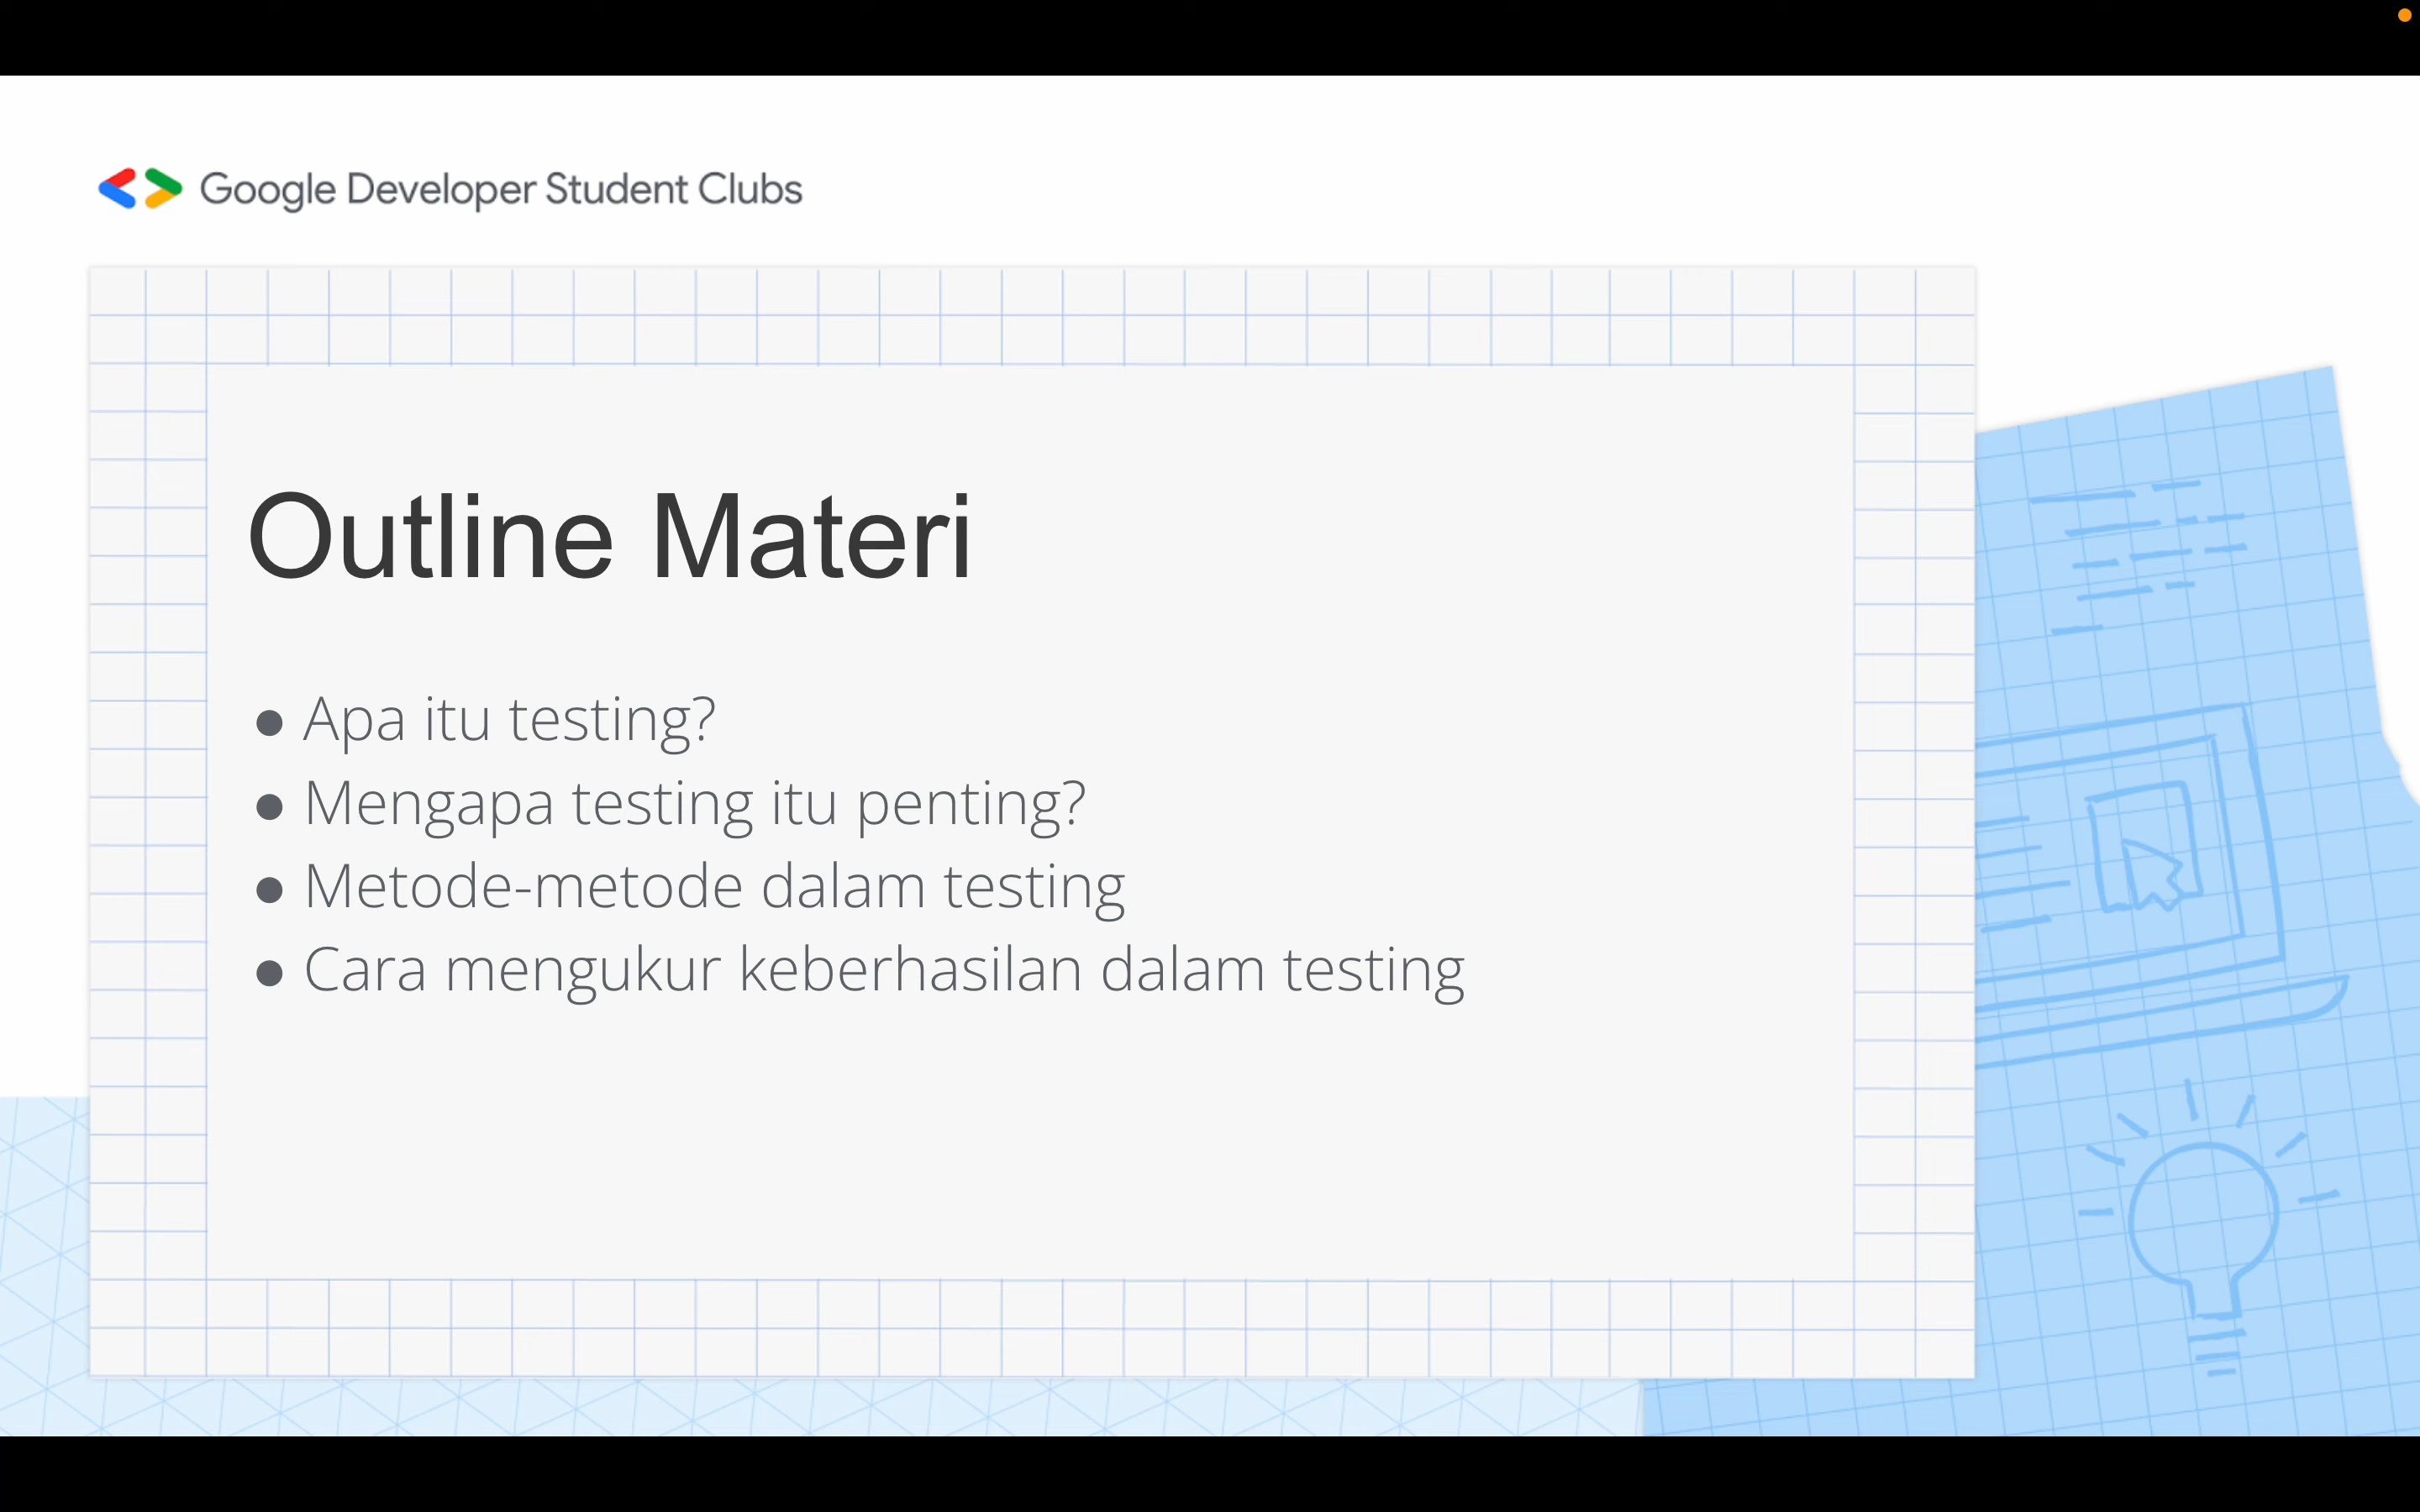 Google Developer Student Clubs
Outline Materi
● Apa itu testing?
● Mengapa testing itu penting?
● Metode-metode dalam testing
● Cara mengukur keberhasilan dalam testing